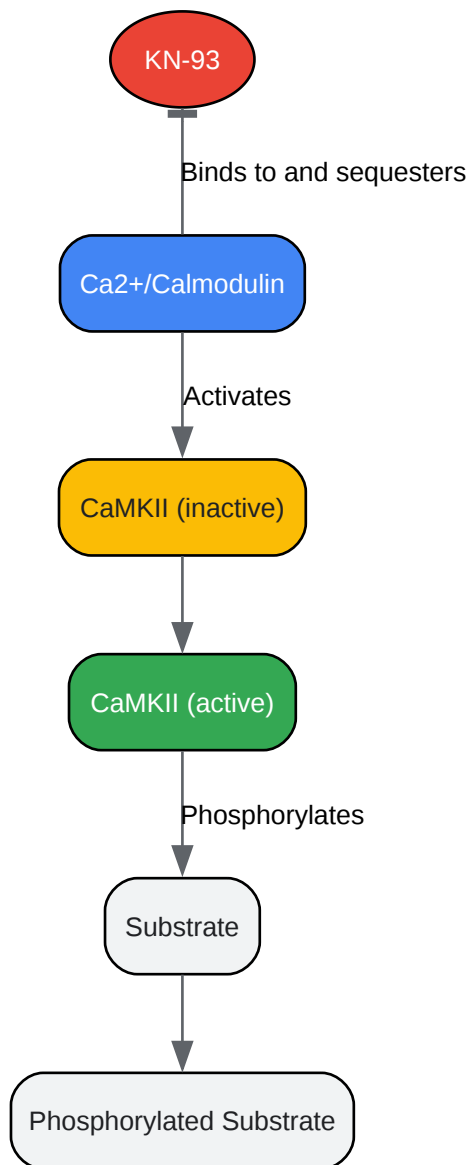 KN-93
Binds to and sequesters
Ca2+/Calmodulin
Activates
CaMKII (inactive)
CaMKII (active)
Phosphorylates
Substrate
Phosphorylated Substrate